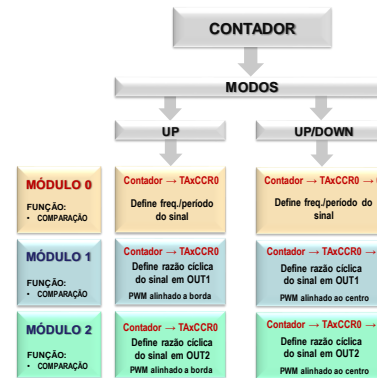 CONTADOR
MODOS
UP
UP/DOWN
MÓDULO 0
FUNÇÃO:
• COMPARAÇÃO
Contador → TAxCCR0
Define freq./período
do sinal
Contador → TAxCCR0 →
Define freq./período do
sinal
MÓDULO 1
FUNÇÃO:
• COMPARAÇÃO
Contador → TAxCCR0
Define razão cíclica
do sinal em OUT1
PWM alinhado a borda
Contador → TAxCCR0 →
Define razão cíclica
do sinal em OUT1
PWM alinhado ao centro
MÓDULO 2
FUNÇÃO:
• COMPARAÇÃO
Contador → TAxCCR0
Define razão cíclica
do sinal em OUT2
PWM alinhado a borda
Contador → TAxCCR0 →
Define razão cíclica
do sinal em OUT2
PWM alinhado ao centro